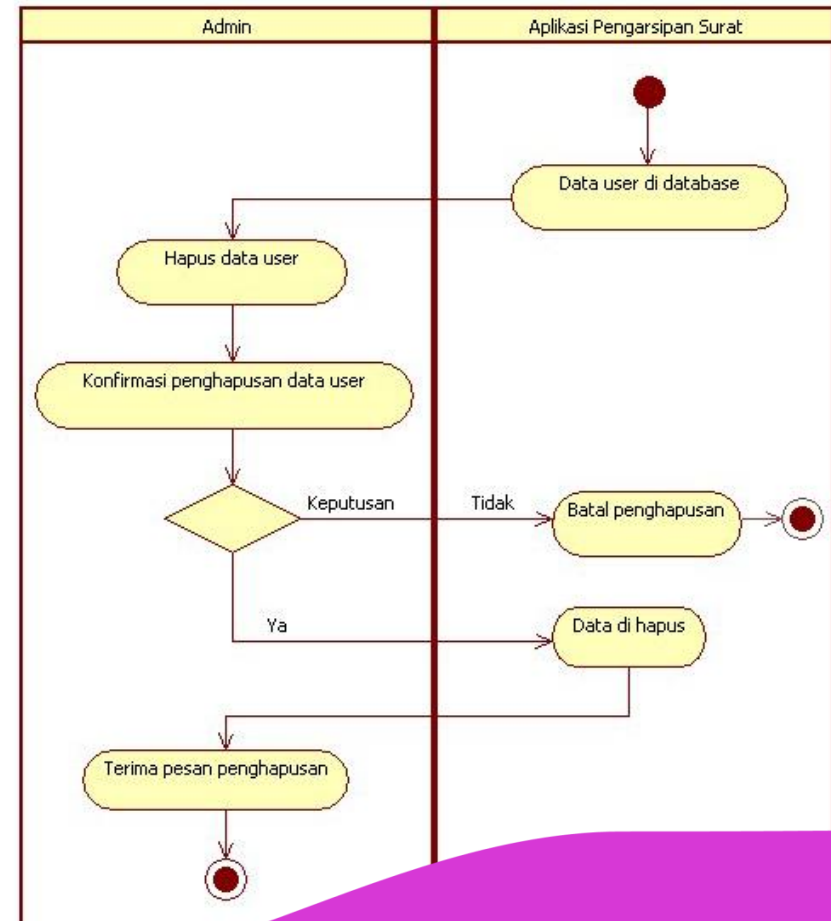 Admin
Aplikasi Pengarsipan Surat
Data user di database
Hapus data user
Konfirmasi penghapusan data user
Keputusan
Tidak
Batal penghapusan
Ya
Data di hapus
Terima pesan penghapusan